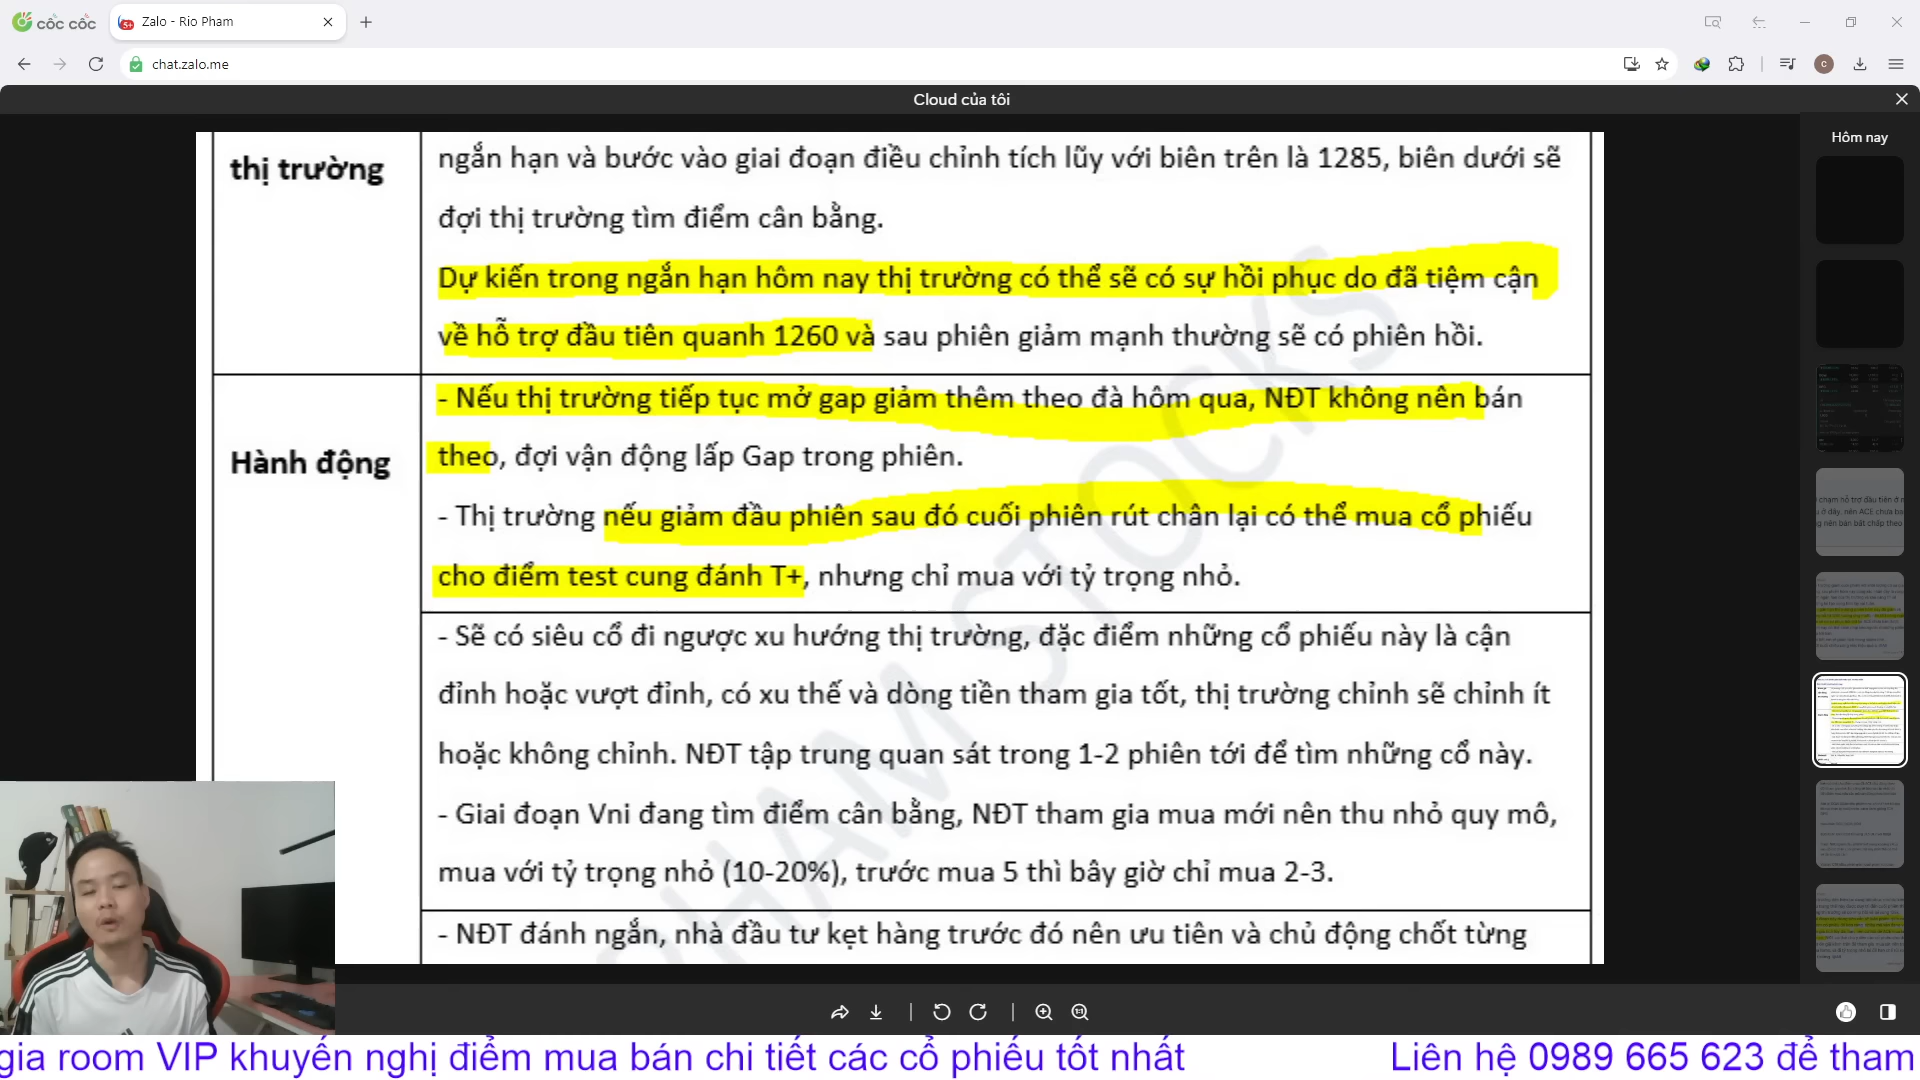 cốc cốc
Zalo - Rio Pham
chat.zalo.me
Cloud của tôi
Hôm nay
thị trường
ngắn hạn và bước vào giai đoạn điều chỉnh tích lũy với biên trên là 1285, biên dưới sẽ
đợi thị trường tìm điểm cân bằng.
Dự kiến trong ngắn hạn hôm nay thị trường có thể sẽ có sự hồi phục do đã tiệm cận
về hỗ trợ đầu tiên quanh 1260 và sau phiên giảm mạnh thường sẽ có phiên hồi.
Hành động
- Nếu thị trường tiếp tục mở gap giảm thêm theo đà hôm qua, NĐT không nên bán
theo, đợi vận động lấp Gap trong phiên.
- Thị trường nếu giảm đầu phiên sau đó cuối phiên rút chân lại có thể mua cổ phiếu
cho điểm test cung đánh T+, nhưng chỉ mua với tỷ trọng nhỏ.
- Sẽ có siêu cổ đi ngược xu hướng thị trường, đặc điểm những cổ phiếu này là cận
đỉnh hoặc vượt đỉnh, có xu thế và dòng tiền tham gia tốt, thị trường chỉnh sẽ chỉnh ít
hoặc không chỉnh. NĐT tập trung quan sát trong 1-2 phiên tới để tìm những cổ này.
- Giai đoạn Vni đang tìm điểm cân bằng, NĐT tham gia mua mới nên thu nhỏ quy mô,
mua với tỷ trọng nhỏ (10-20%), trước mua 5 thì bây giờ chỉ mua 2-3.
- NĐT đánh ngắn, nhà đầu tư kẹt hàng trước đó nên ưu tiên và chủ động chốt từng
PHAM STOCKS
gia room VIP khuyến nghị điểm mua bán chi tiết các cổ phiếu tốt nhất
Liên hệ 0989 665 623 để tham